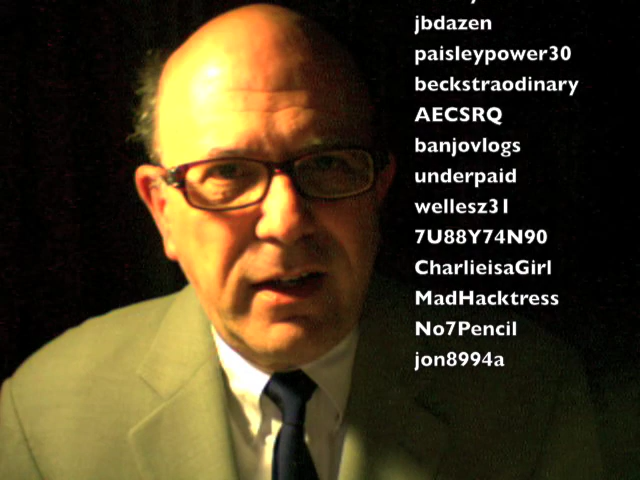 jbdazen
paisleypower30
beckstraodinary
AECSRQ
banjovlogs
underpaid
wellesz31
7U88Y74N90
CharlieisaGirl
MadHacktress
No7Pencil
jon8994a